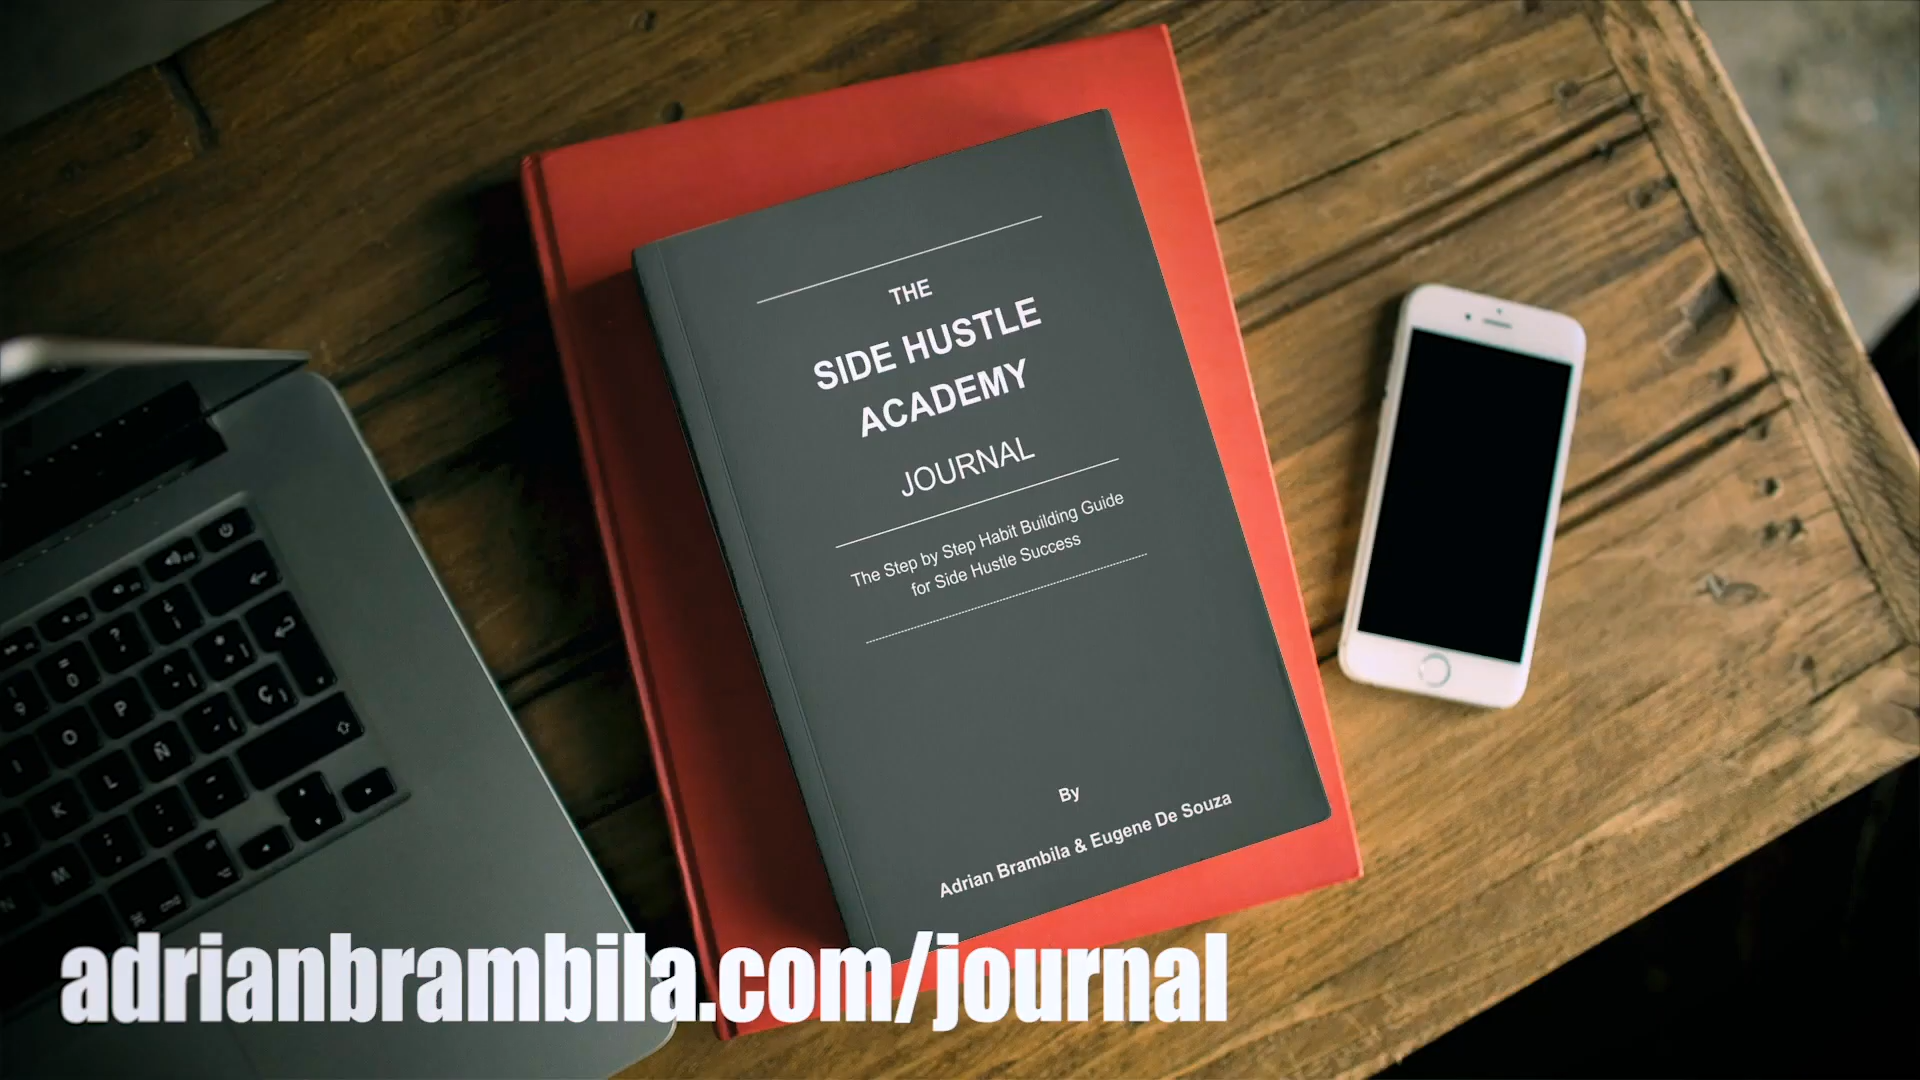 THE
SIDE HUSTLE
ACADEMY
JOURNAL
The Step by Step Habit Building Guide
for Side Hustle Success
By
Adrian Brambila & Eugene De Souza
adrianbrambila.com/journal